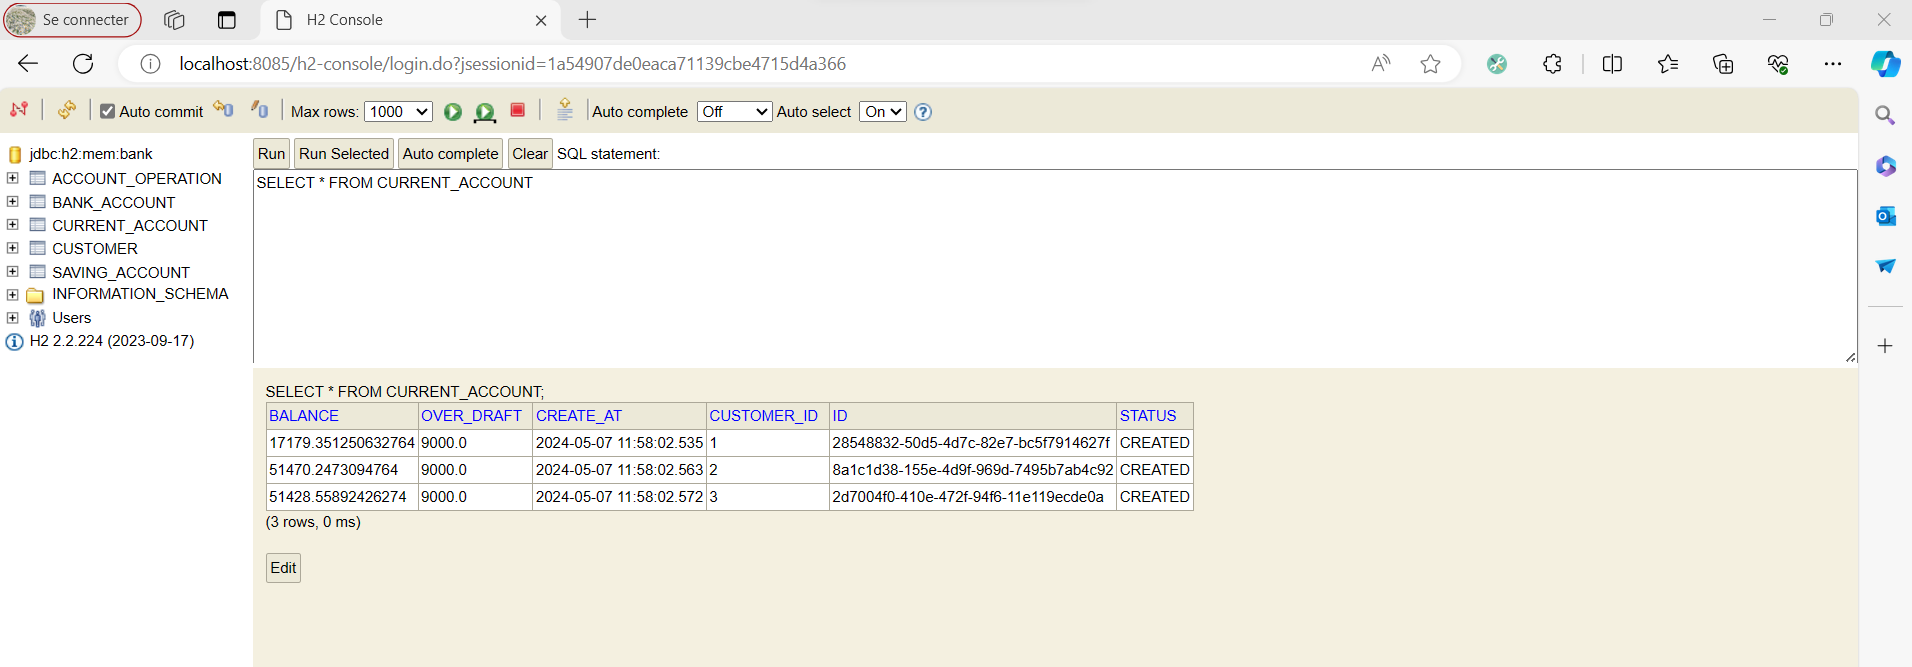 Se connecter
H2 Console
localhost:8085/h2-console/login.do?jsessionid=1a54907de0eaca71139cbe4715d4a366
Auto commit Max rows: 1000 Auto complete Off Auto select On
jdbc:h2:mem:bank
ACCOUNT_OPERATION
BANK_ACCOUNT
CURRENT_ACCOUNT
CUSTOMER
SAVING_ACCOUNT
INFORMATION_SCHEMA
Users
H2 2.2.224 (2023-09-17)
Run Run Selected Auto complete Clear SQL statement:
SELECT * FROM CURRENT_ACCOUNT
SELECT * FROM CURRENT_ACCOUNT;
BALANCE OVER_DRAFT CREATE_AT CUSTOMER_ID ID STATUS
17179.351250632764 9000.0 2024-05-07 11:58:02.535 1 28548832-50d5-4d7c-82e7-bc5f7914627f CREATED
51470.2473094764 9000.0 2024-05-07 11:58:02.563 2 8a1c1d38-155e-4d9f-969d-7495b7ab4c92 CREATED
51428.55892426274 9000.0 2024-05-07 11:58:02.572 3 2d7004f0-410e-472f-94f6-11e119ecde0a CREATED
(3 rows, 0 ms)
Edit